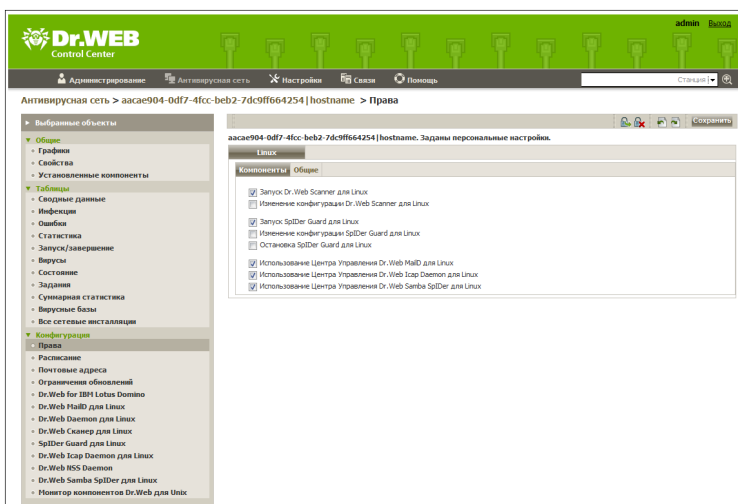 admin Выход
Dr.WEB
Control Center
Администрирование Антивирусная сеть Настройки Связи Помощь Станция
Антивирусная сеть > aacae904-0df7-4fcc-beb2-7dc9ff664254|hostname > Права
Выбранные объекты
Общие
Графики
Свойства
Установленные компоненты
Таблицы
Сводные данные
Инфекции
Ошибки
Статистика
Запуск/завершение
Вирусы
Состояние
Задания
Суммарная статистика
Вирусные базы
Все сетевые инсталляции
Конфигурация
Права
Расписание
Почтовые адреса
Ограничения обновлений
Dr.Web for IBM Lotus Domino
Dr.Web MailD для Linux
Dr.Web Daemon для Linux
Dr.Web Сканер для Linux
SpIDer Guard для Linux
Dr.Web Icap Daemon для Linux
Dr.Web NSS Daemon
Dr.Web Samba SpIDer для Linux
Монитор компонентов Dr.Web для Unix
Сохранить
aacae904-0df7-4fcc-beb2-7dc9ff664254|hostname. Заданы персональные настройки.
Linux
Компоненты Общие
Запуск Dr.Web Scanner для Linux
Изменение конфигурации Dr.Web Scanner для Linux
Запуск SpIDer Guard для Linux
Изменение конфигурации SpIDer Guard для Linux
Остановка SpIDer Guard для Linux
Использование Центра Управления Dr.Web MailD для Linux
Использование Центра Управления Dr.Web Icap Daemon для Linux
Использование Центра Управления Dr.Web Samba SpIDer для Linux